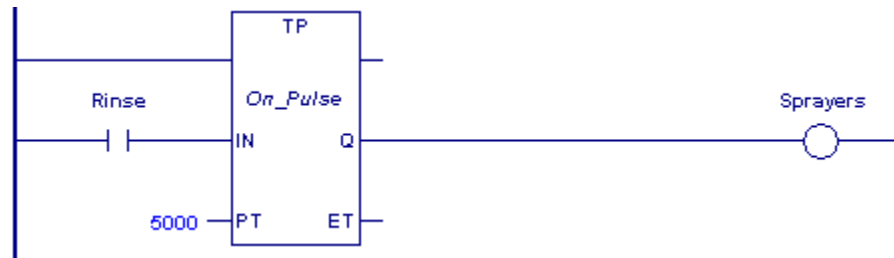 TP
Rinse
On_Pulse
Sprayers
IN
Q
5000
PT
ET